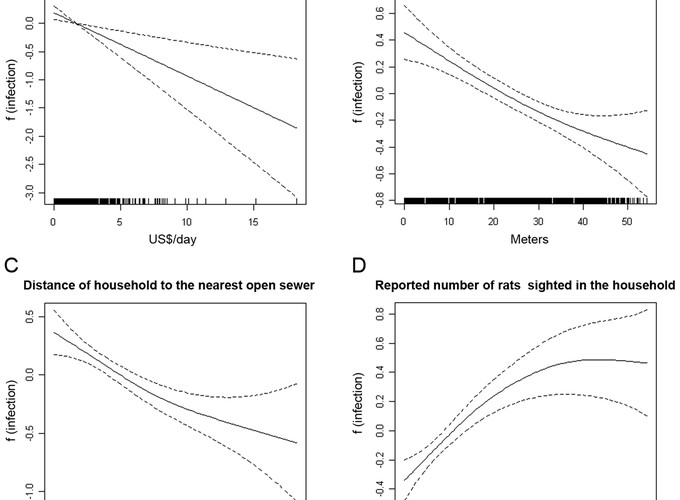 f (infection)
0.0
-0.5
-1.0
-1.5
-2.0
-2.5
-3.0
0 5 10 15
US$/day
f (infection)
0.6
0.4
0.2
0.0
-0.2
-0.4
-0.6
-0.8
0 10 20 30 40 50
Meters
C
Distance of household to the nearest open sewer
f (infection)
0.5
0.0
-0.5
-1.0
D
Reported number of rats sighted in the household
f (infection)
0.8
0.6
0.4
0.2
0.0
-0.2
-0.4